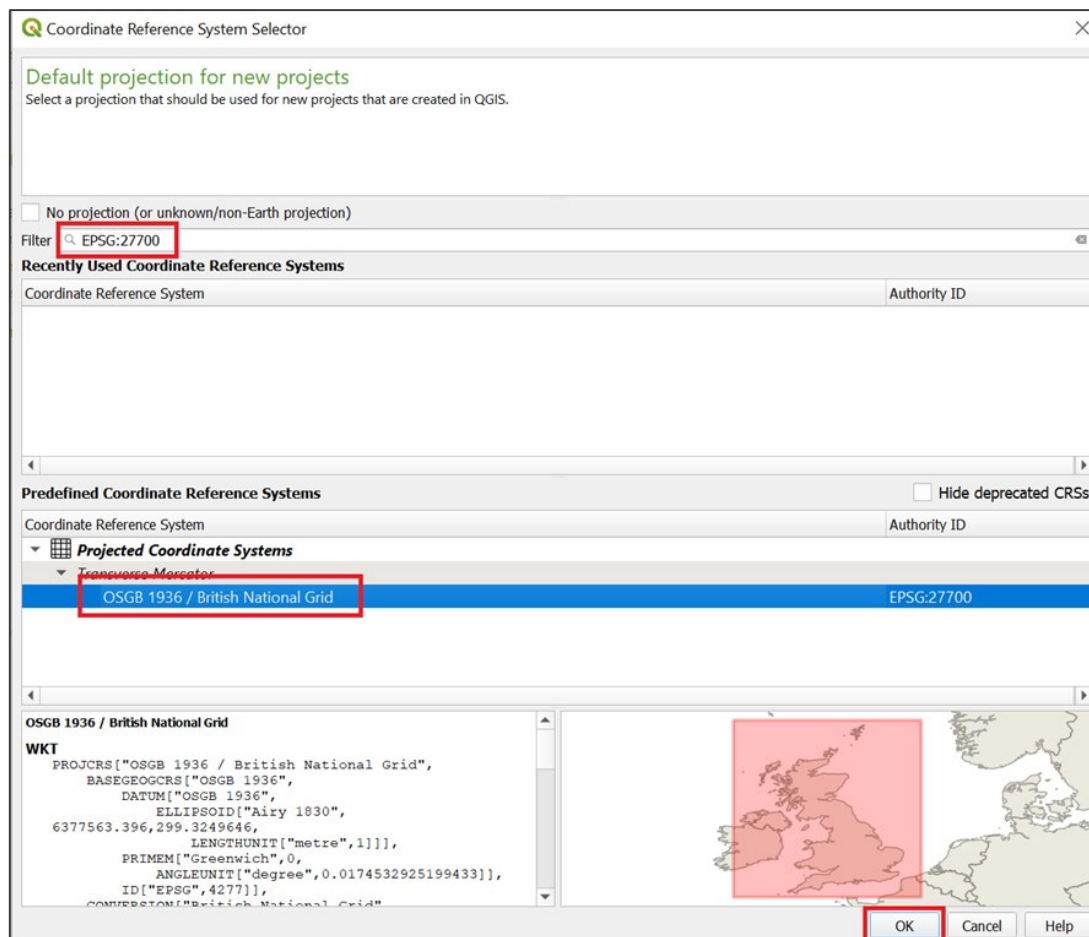 Coordinate Reference System Selector
Default projection for new projects
Select a projection that should be used for new projects that are created in QGIS.
No projection (or unknown/non-Earth projection)
Filter EPSG:27700
Recently Used Coordinate Reference Systems
Coordinate Reference System Authority ID
Predefined Coordinate Reference Systems Hide deprecated CRSs
Coordinate Reference System Authority ID
Projected Coordinate Systems
Transverse Mercator
OSGB 1936 / British National Grid EPSG:27700
OSGB 1936 / British National Grid
WKT
PROJCRS["OSGB 1936 / British National Grid",
BASEGEOGCRS["OSGB 1936",
DATUM["OSGB 1936",
ELLIPSOID["Airy 1830",
6377563.396,299.3249646,
LENGTHUNIT["metre",1]]],
PRIMEM["Greenwich",0,
ANGLEUNIT["degree",0.0174532925199433]],
ID["EPSG",4277]],
CONVERSION["British National Grid",
OK Cancel Help